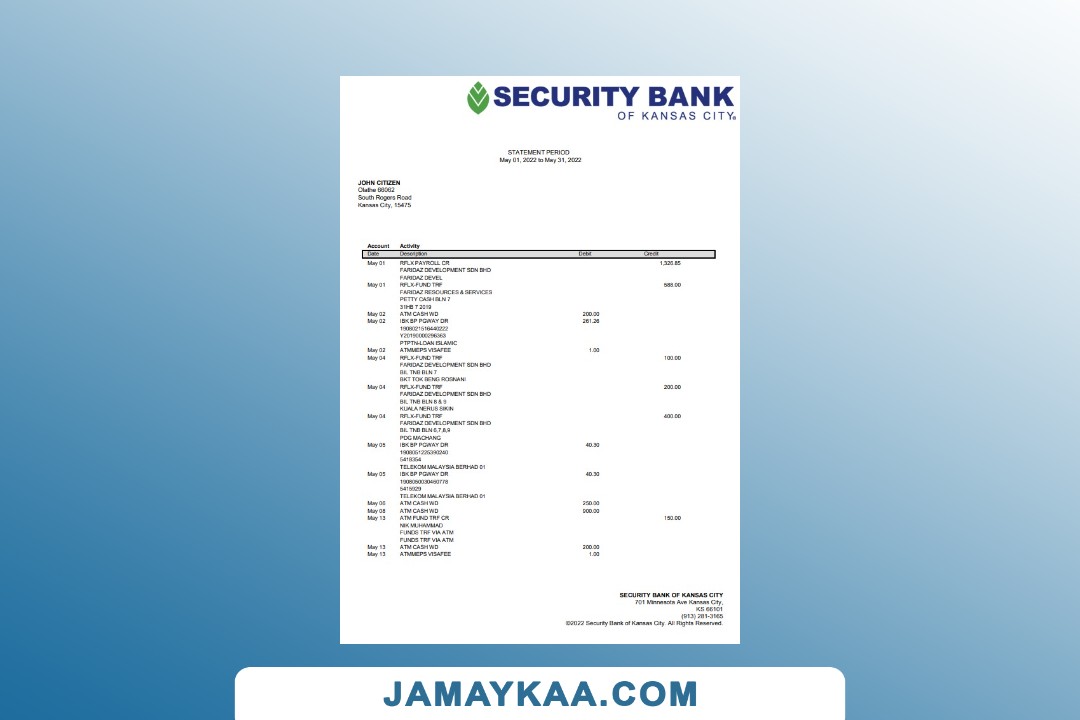 SECURITY BANK
OF KANSAS CITY®
STATEMENT PERIOD
May 01, 2022 to May 31, 2022
JOHN CITIZEN
Olathe 66062
South Rogers Road
Kansas City, 15475
Account Activity
Date Description Debit Credit
May 01 RFLX PAYROLL CR 1,326.85
FARIDAZ DEVELOPMENT SDN BHD
FARIDAZ DEVEL
May 01 RFLX-FUND TRF 688.00
FARIDAZ RESOURCES & SERVICES
PETTY CASH BLN 7
31HB 7 2019
May 02 ATM CASH WD 200.00
May 02 IBK BP PGWAY DR 261.26
1908021516440222
Y20190000296363
PTPTN-LOAN ISLAMIC
May 02 ATMMEPS VISAFEE 1.00
May 04 RFLX-FUND TRF 100.00
FARIDAZ DEVELOPMENT SDN BHD
BIL TNB BLN 7
BKT TOK BENG ROSNANI
May 04 RFLX-FUND TRF 200.00
FARIDAZ DEVELOPMENT SDN BHD
BIL TNB BLN 8 & 9
KUALA NERUS SIKIN
May 04 RFLX-FUND TRF 400.00
FARIDAZ DEVELOPMENT SDN BHD
BIL TNB BLN 6,7,8,9
PDG MACHANG
May 05 IBK BP PGWAY DR 40.30
1908051225390240
5418354
TELEKOM MALAYSIA BERHAD 01
May 05 IBK BP PGWAY DR 40.30
1908050030460778
5415929
TELEKOM MALAYSIA BERHAD 01
May 06 ATM CASH WD 250.00
May 08 ATM CASH WD 900.00
May 13 ATM FUND TRF CR 150.00
NIK MUHAMMAD
FUNDS TRF VIA ATM
FUNDS TRF VIA ATM
May 13 ATM CASH WD 200.00
May 13 ATMMEPS VISAFEE 1.00
SECURITY BANK OF KANSAS CITY
701 Minnesota Ave Kansas City,
KS 66101
(913) 281-3165
©2022 Security Bank of Kansas City. All Rights Reserved.
JAMAYKAA.COM